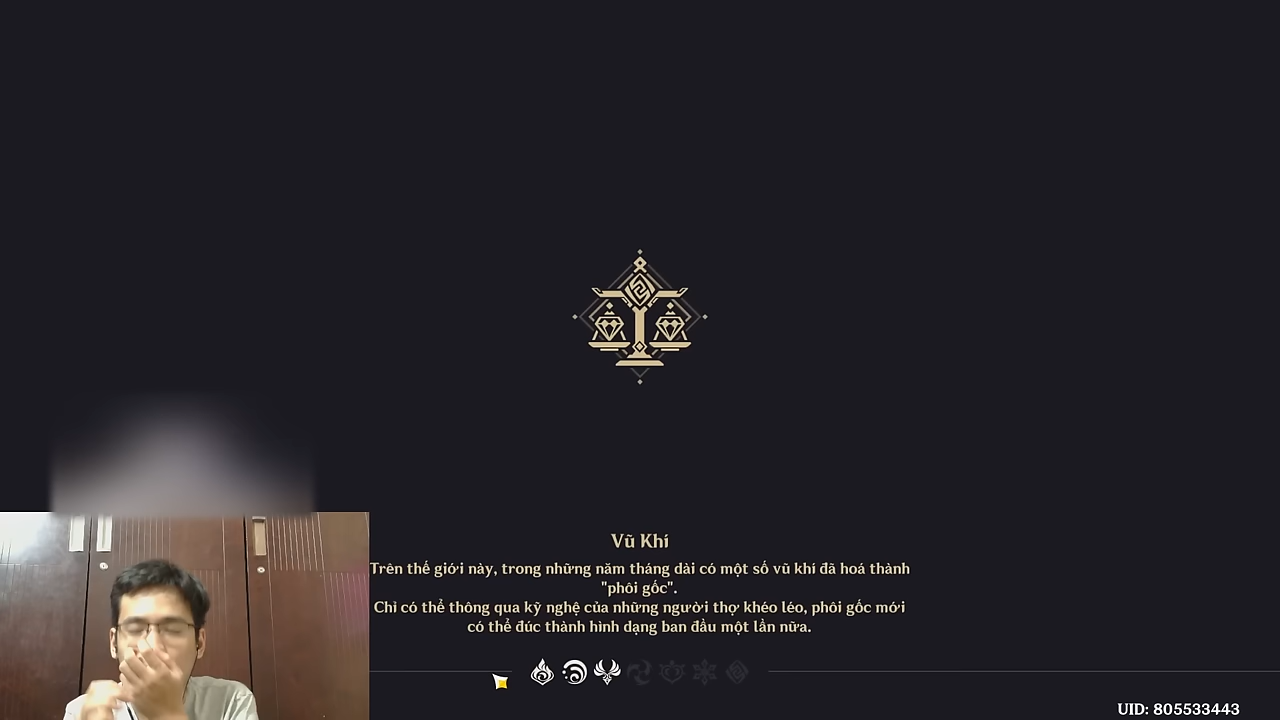 Vũ Khí
Trên thế giới này, trong những năm tháng dài có một số vũ khí đã hoá thành
"phôi gốc".
Chỉ có thể thông qua kỹ nghệ của những người thợ khéo léo, phôi gốc mới
có thể đúc thành hình dạng ban đầu một lần nữa.
UID: 805533443